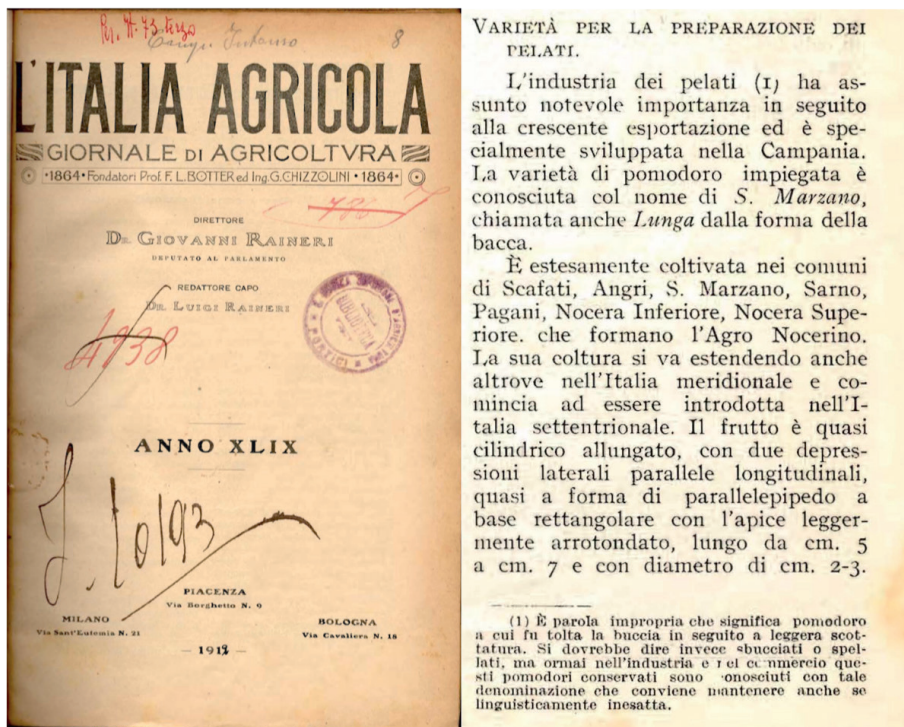 Per. H. 73 terzo
8
L'ITALIA AGRICOLA
GIORNALE DI AGRICOLTVRA
•1864• Fondatori Prof. F. L. BOTTER ed Ing. G. CHIZZOLINI •1864•
DIRETTORE
DR. GIOVANNI RAINERI
DEPUTATO AL PARLAMENTO
REDATTORE CAPO
DR. LUIGI RAINERI
BIBLIOTECA
4938
ANNO XLIX
10193
PIACENZA
Via Borghetto N. 9
MILANO
Via Sant'Eufemia N. 21
BOLOGNA
Via Cavaliera N. 18
— 1912 —
VARIETÀ PER LA PREPARAZIONE DEI
PELATI.
L'industria dei pelati (1) ha as-
sunto notevole importanza in seguito
alla crescente esportazione ed è spe-
cialmente sviluppata nella Campania.
La varietà di pomodoro impiegata è
conosciuta col nome di S. Marzano,
chiamata anche Lunga dalla forma della
bacca.
È estesamente coltivata nei comuni
di Scafati, Angri, S. Marzano, Sarno,
Pagani, Nocera Inferiore, Nocera Supe-
riore. che formano l'Agro Nocerino.
La sua coltura si va estendendo anche
altrove nell'Italia meridionale e co-
mincia ad essere introdotta nell'I-
talia settentrionale. Il frutto è quasi
cilindrico allungato, con due depres-
sioni laterali parallele longitudinali,
quasi a forma di parallelepipedo a
base rettangolare con l'apice legger-
mente arrotondato, lungo da cm. 5
a cm. 7 e con diametro di cm. 2-3.
(1) È parola impropria che significa pomodoro
a cui fu tolta la buccia in seguito a leggera scot-
tatura. Si dovrebbe dire invece sbucciati o spel-
lati, ma ormai nell'industria e nel commercio que-
sti pomodori conservati sono conosciuti con tale
denominazione che conviene mantenere anche se
linguisticamente inesatta.